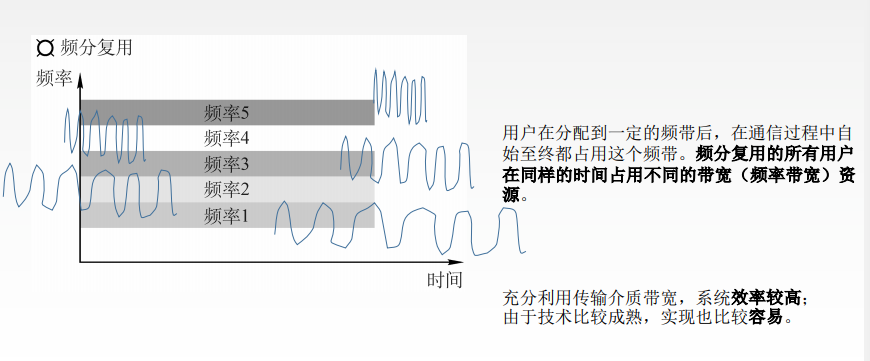 ¤ 频分复用
频率
频率5
频率4
频率3
频率2
频率1
时间
用户在分配到一定的频带后，在通信过程中自
始至终都占用这个频带。频分复用的所有用户
在同样的时间占用不同的带宽（频率带宽）资
源。
充分利用传输介质带宽，系统效率较高；
由于技术比较成熟，实现也比较容易。